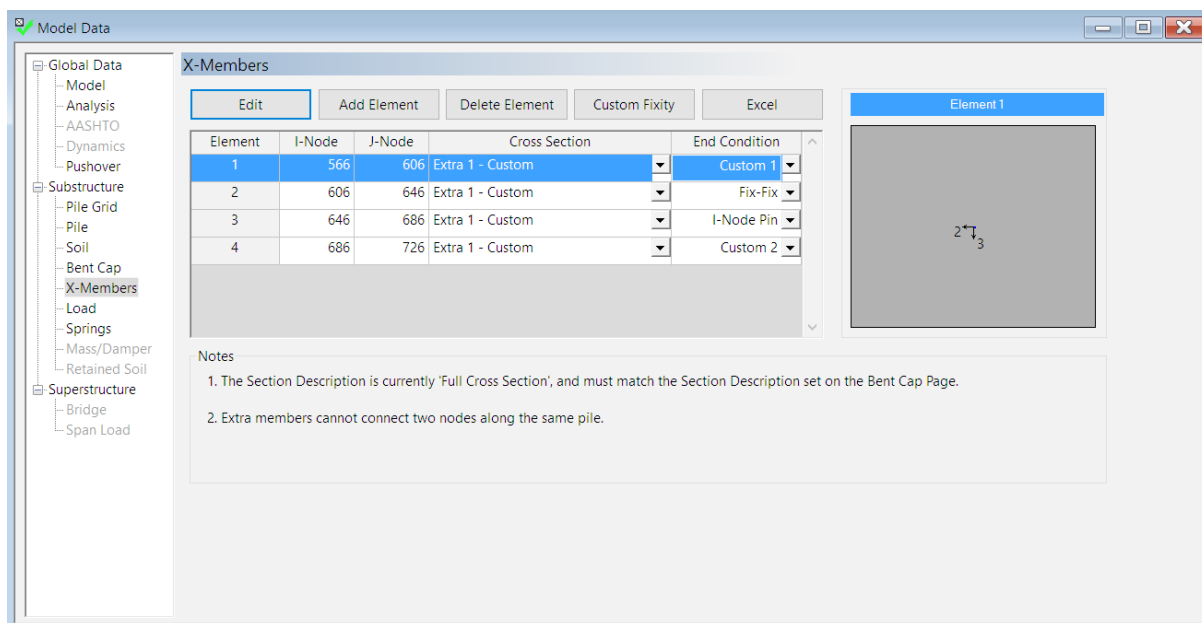 Model Data
Global Data
Model
Analysis
AASHTO
Dynamics
Pushover
Substructure
Pile Grid
Pile
Soil
Bent Cap
X-Members
Load
Springs
Mass/Damper
Retained Soil
Superstructure
Bridge
Span Load
X-Members
Edit Add Element Delete Element Custom Fixity Excel
Element I-Node J-Node Cross Section End Condition
1 566 606 Extra 1 - Custom Custom 1
2 606 646 Extra 1 - Custom Fix-Fix
3 646 686 Extra 1 - Custom I-Node Pin
4 686 726 Extra 1 - Custom Custom 2
Element 1
2
3
Notes
1. The Section Description is currently 'Full Cross Section', and must match the Section Description set on the Bent Cap Page.
2. Extra members cannot connect two nodes along the same pile.